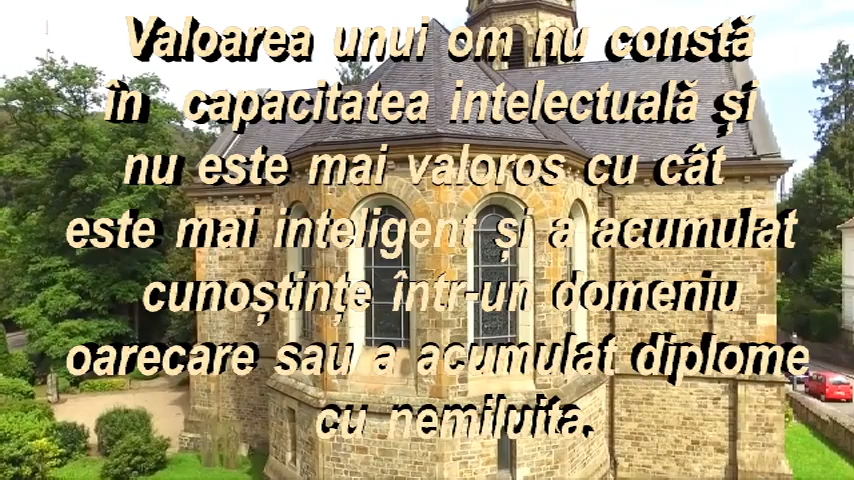 Valoarea unui om nu constă
în capacitatea intelectuală și
nu este mai valoros cu cât
este mai inteligent și a acumulat
cunoștințe într-un domeniu
oarecare sau a acumulat diplome
cu nemiluita.